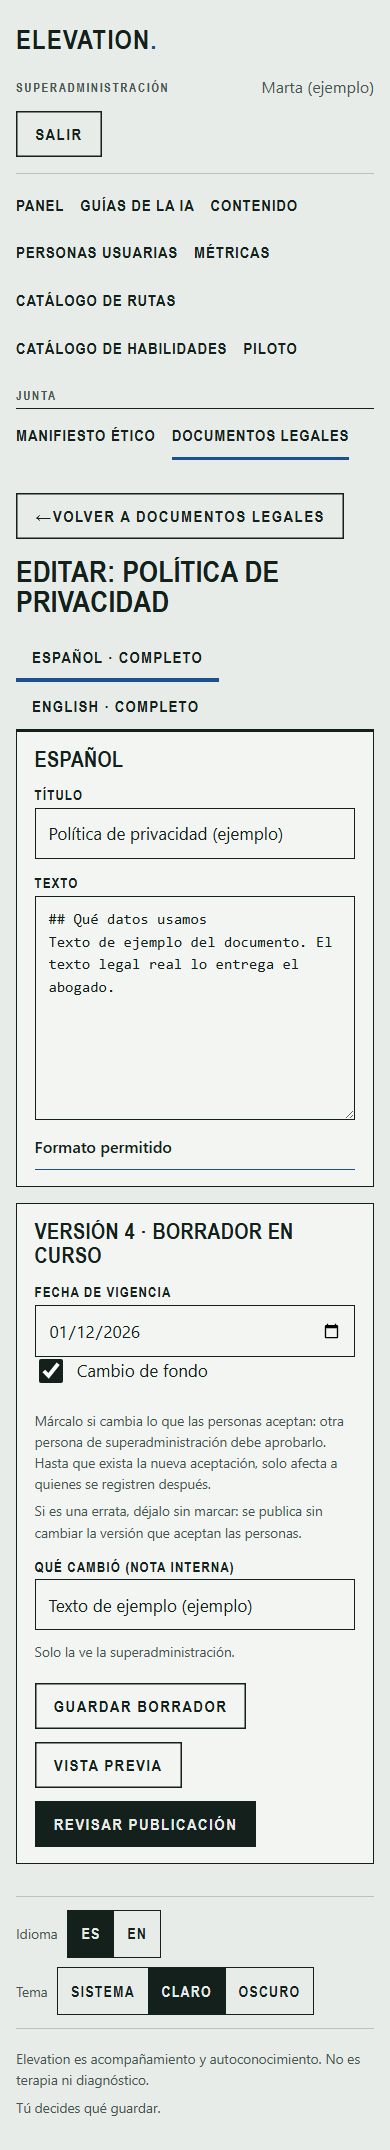 ELEVATION.
SUPERADMINISTRACIÓN
Marta (ejemplo)
SALIR
PANEL GUÍAS DE LA IA CONTENIDO
PERSONAS USUARIAS MÉTRICAS
CATÁLOGO DE RUTAS
CATÁLOGO DE HABILIDADES PILOTO
JUNTA
MANIFIESTO ÉTICO DOCUMENTOS LEGALES
←VOLVER A DOCUMENTOS LEGALES
EDITAR: POLÍTICA DE
PRIVACIDAD
ESPAÑOL · COMPLETO
ENGLISH · COMPLETO
ESPAÑOL
TÍTULO
Política de privacidad (ejemplo)
TEXTO
## Qué datos usamos
Texto de ejemplo del documento. El
texto legal real lo entrega el
abogado.
Formato permitido
VERSIÓN 4 · BORRADOR EN
CURSO
FECHA DE VIGENCIA
01/12/2026
Cambio de fondo
Márcalo si cambia lo que las personas aceptan: otra
persona de superadministración debe aprobarlo.
Hasta que exista la nueva aceptación, solo afecta a
quienes se registren después.
Si es una errata, déjalo sin marcar: se publica sin
cambiar la versión que aceptan las personas.
QUÉ CAMBIÓ (NOTA INTERNA)
Texto de ejemplo (ejemplo)
Solo la ve la superadministración.
GUARDAR BORRADOR
VISTA PREVIA
REVISAR PUBLICACIÓN
Idioma ES EN
Tema SISTEMA CLARO OSCURO
Elevation es acompañamiento y autoconocimiento. No es
terapia ni diagnóstico.
Tú decides qué guardar.